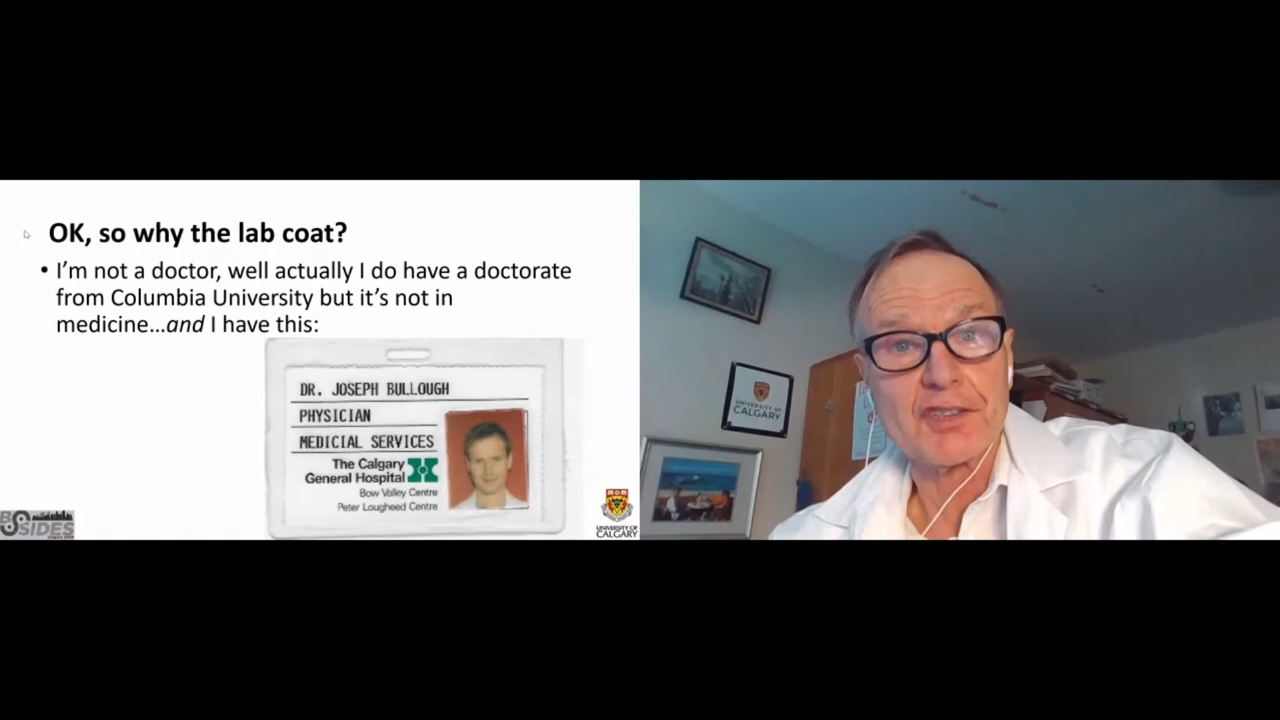 OK, so why the lab coat?
• I'm not a doctor, well actually I do have a doctorate
from Columbia University but it's not in
medicine...and I have this:
DR. JOSEPH BULLOUGH
PHYSICIAN
MEDICIAL SERVICES
The Calgary
General Hospital
Bow Valley Centre
Peter Lougheed Centre
BSIDES
UNIVERSITY OF
CALGARY
UNIVERSITY OF
CALGARY